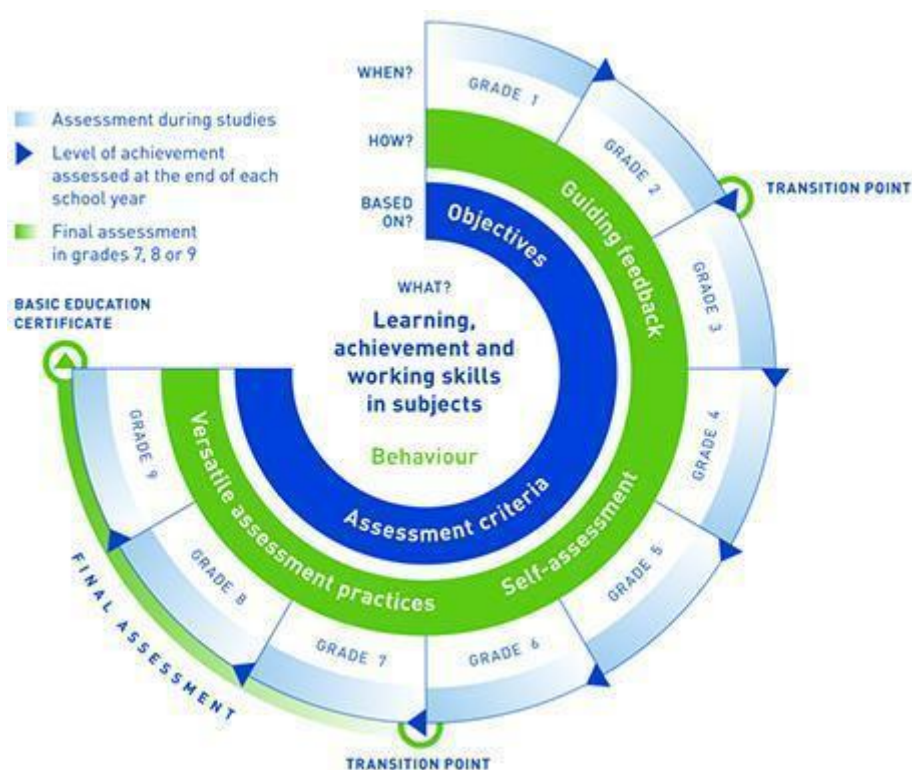 Assessment during studies
Level of achievement
assessed at the end of each
school year
Final assessment
in grades 7, 8 or 9
BASIC EDUCATION
CERTIFICATE
WHEN?
HOW?
BASED
ON?
GRADE 1
GRADE 2
GRADE 3
GRADE 4
GRADE 5
GRADE 6
GRADE 7
GRADE 8
GRADE 9
TRANSITION POINT
TRANSITION POINT
FINAL ASSESSMENT
Guiding feedback
Self-assessment
Versatile assessment practices
Objectives
Assessment criteria
WHAT?
Learning,
achievement and
working skills
in subjects
Behaviour